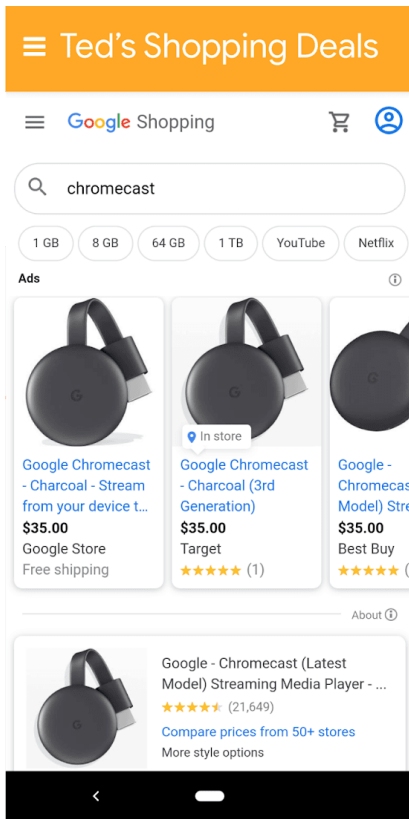 Ted's Shopping Deals
Google Shopping
chromecast
1 GB
8 GB
64 GB
1 TB
YouTube
Netflix
Ads
In store
Google Chromecast
- Charcoal - Stream
from your device t...
$35.00
Google Store
Free shipping
Google Chromecast
- Charcoal (3rd
Generation)
$35.00
Target
(1)
Google -
Chromecas
Model) Stre
$35.00
Best Buy
(
About
Google - Chromecast (Latest
Model) Streaming Media Player - ...
(21,649)
Compare prices from 50+ stores
More style options